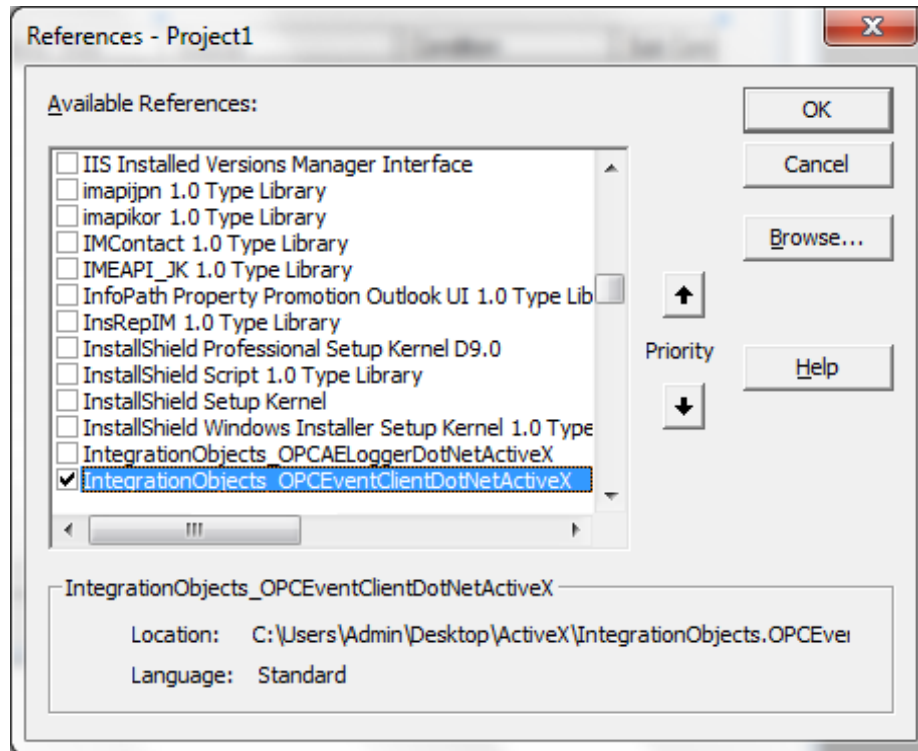 References - Project1
Available References:
IIS Installed Versions Manager Interface
imapijpn 1.0 Type Library
imapikor 1.0 Type Library
IMContact 1.0 Type Library
IMEAPI_JK 1.0 Type Library
InfoPath Property Promotion Outlook UI 1.0 Type Lib
InsRepIM 1.0 Type Library
InstallShield Professional Setup Kernel D9.0
InstallShield Script 1.0 Type Library
InstallShield Setup Kernel
InstallShield Windows Installer Setup Kernel 1.0 Type
IntegrationObjects_OPCAELoggerDotNetActiveX
IntegrationObjects_OPCEventClientDotNetActiveX
OK
Cancel
Browse...
Priority
Help
IntegrationObjects_OPCEventClientDotNetActiveX
Location: C:\Users\Admin\Desktop\ActiveX\IntegrationObjects.OPCEver
Language: Standard